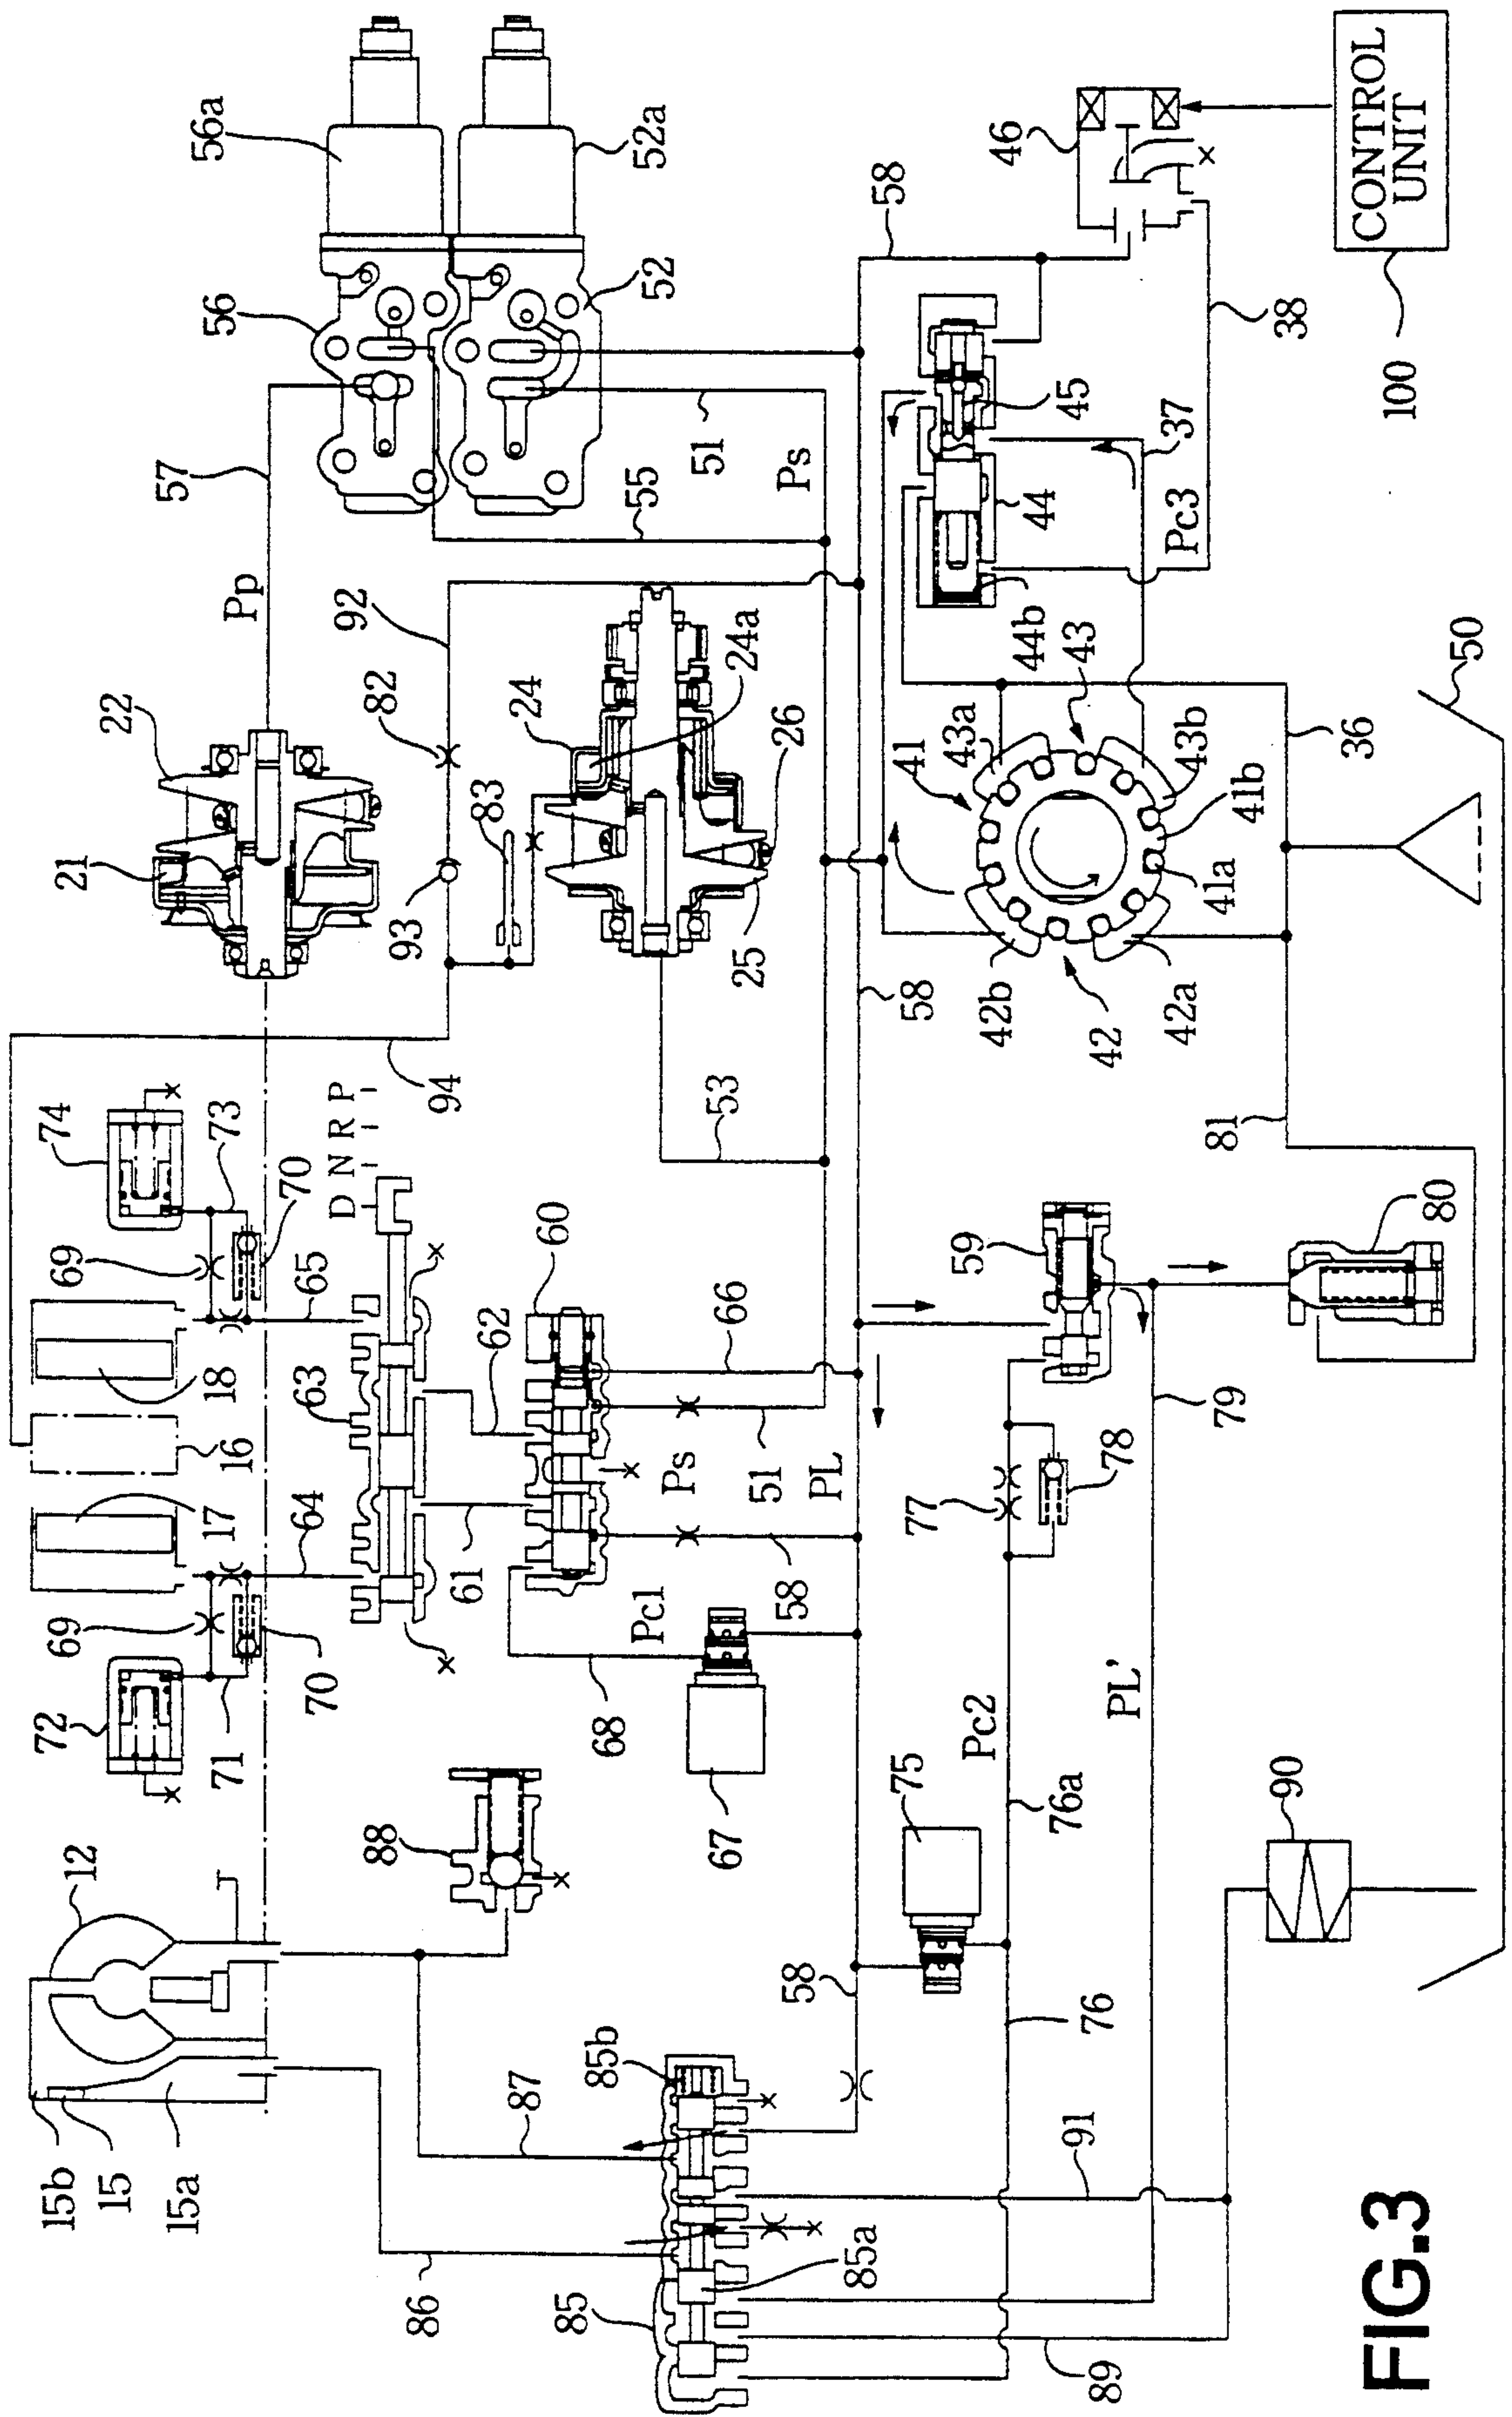 56a
52a
46
CONTROL
UNIT
58
56
52
38
100
57
51
Ps
55
45
37
44
Pc3
Pp
92
22
82
24
24a
44b
43
50
26
41
43a
43b
36
21
83
41b
93
41a
25
58
42b
42
42a
94
53
81
74
73
D N R P
70
69
65
60
59
80
18
63
62
66
79
16
Ps
51
PL
77
78
17
64
61
58
69
70
Pc1
72
71
68
67
Pc2
PL'
75
76a
90
12
88
58
76
85b
87
91
15b
15
15a
86
85
85a
89
FIG.3